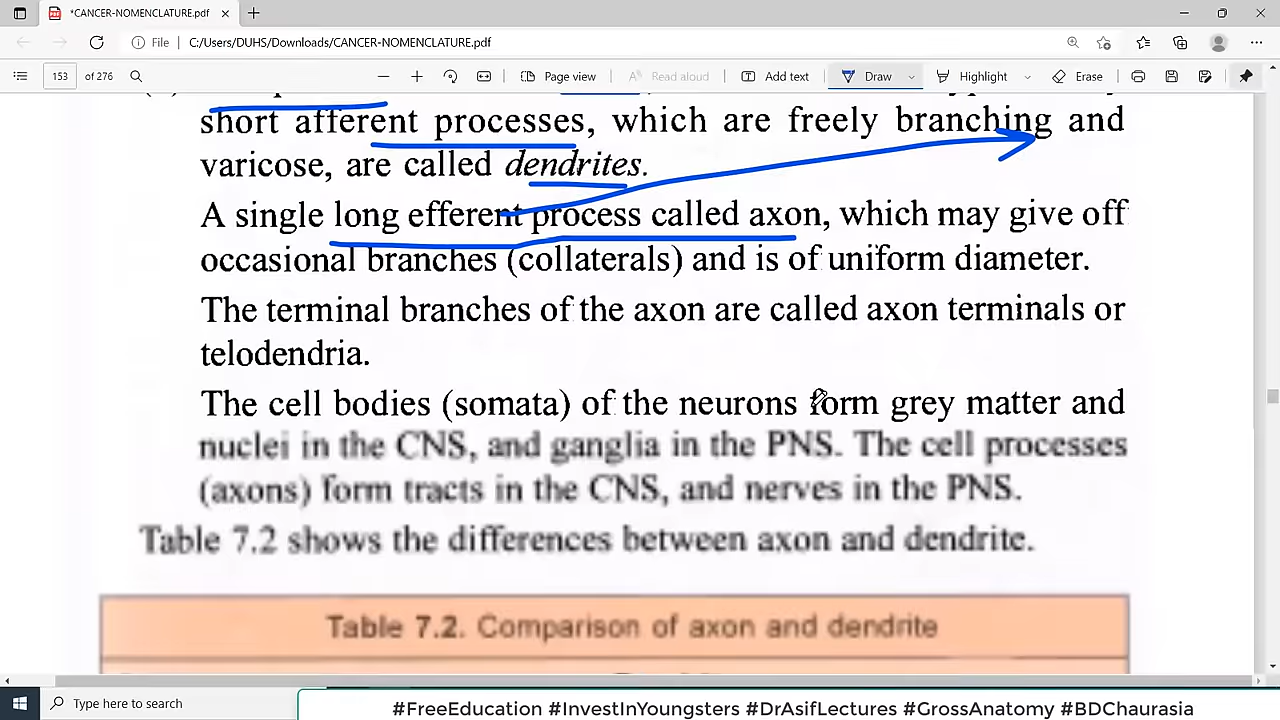 *CANCER-NOMENCLATURE.pdf
File C:/Users/DUHS/Downloads/CANCER-NOMENCLATURE.pdf
153 of 276 Page view Read aloud Add text Draw Highlight Erase
short afferent processes, which are freely branching and
varicose, are called dendrites.
A single long efferent process called axon, which may give off
occasional branches (collaterals) and is of uniform diameter.
The terminal branches of the axon are called axon terminals or
telodendria.
The cell bodies (somata) of the neurons form grey matter and
nuclei in the CNS, and ganglia in the PNS. The cell processes
(axons) form tracts in the CNS, and nerves in the PNS.
Table 7.2 shows the differences between axon and dendrite.
Table 7.2. Comparison of axon and dendrite
Type here to search
#FreeEducation #InvestInYoungsters #DrAsifLectures #GrossAnatomy #BDChaurasia